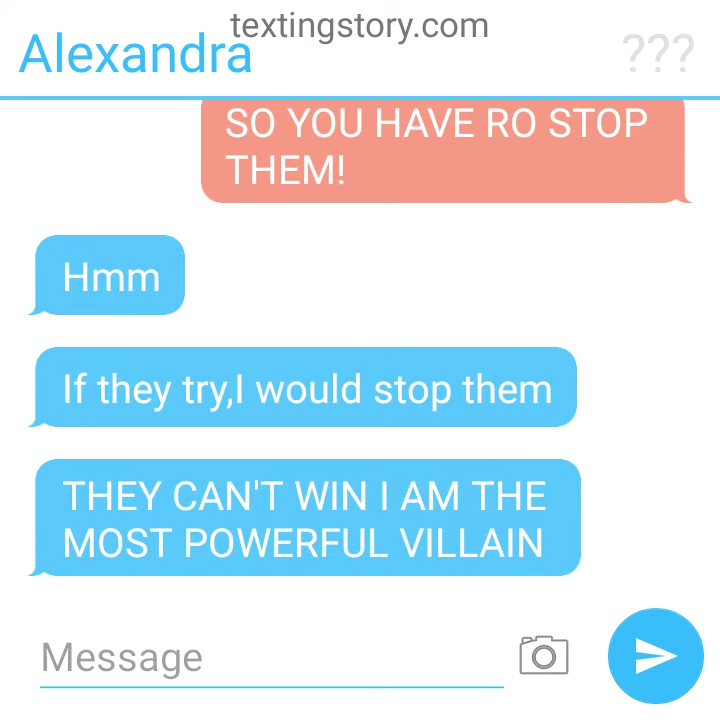 textingstory.com
Alexandra
???
SO YOU HAVE RO STOP
THEM!
Hmm
If they try,I would stop them
THEY CAN'T WIN I AM THE
MOST POWERFUL VILLAIN
Message